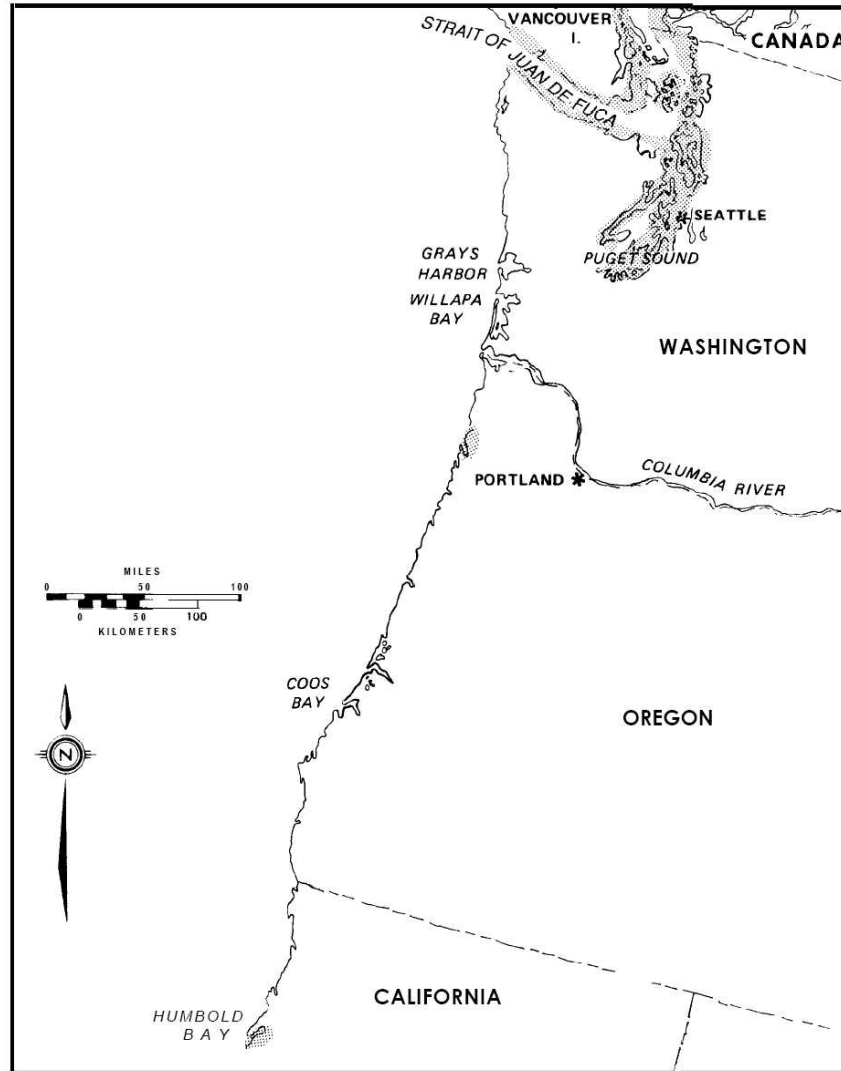 VANCOUVER
I.
CANADA
STRAIT OF JUAN DE FUCA
SEATTLE
GRAYS
HARBOR
PUGET SOUND
WILLAPA
BAY
WASHINGTON
PORTLAND
COLUMBIA RIVER
MILES
0 50 100
0 50 100
KILOMETERS
COOS
BAY
OREGON
N
CALIFORNIA
HUMBOLD
BAY